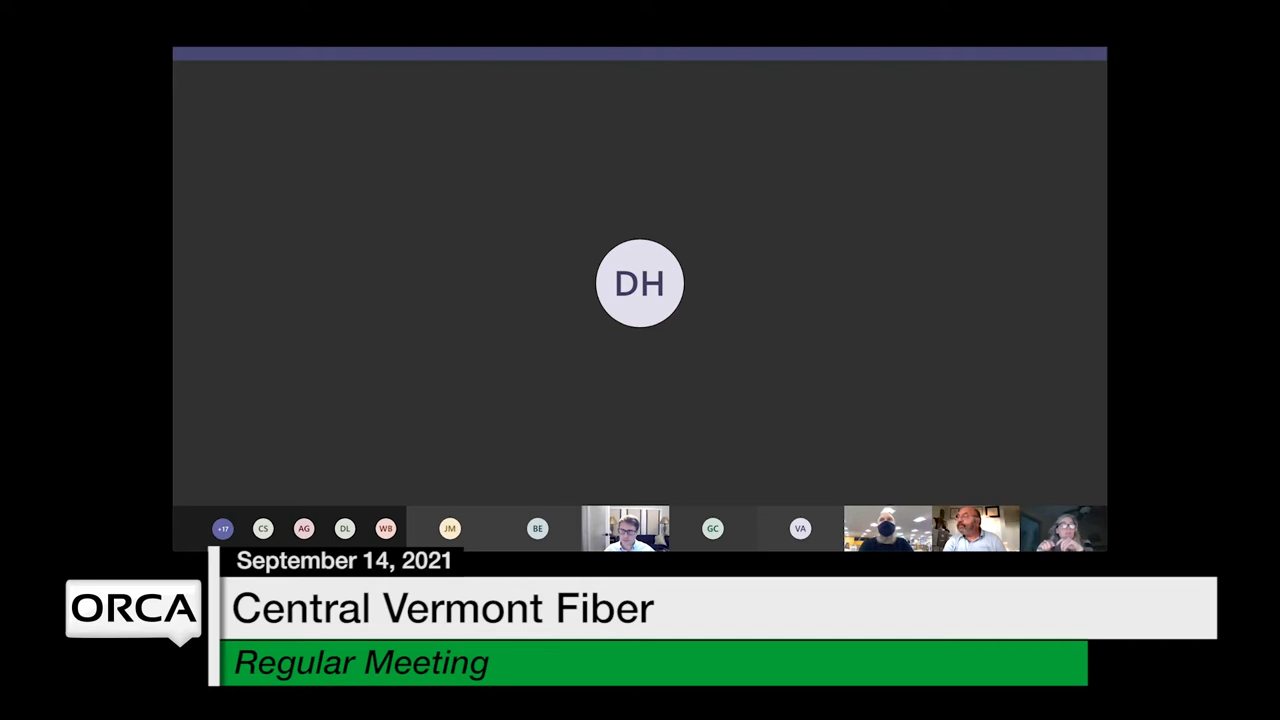 DH
+17 CS AG DL WB JM BE GC VA
September 14, 2021
ORCA Central Vermont Fiber
Regular Meeting